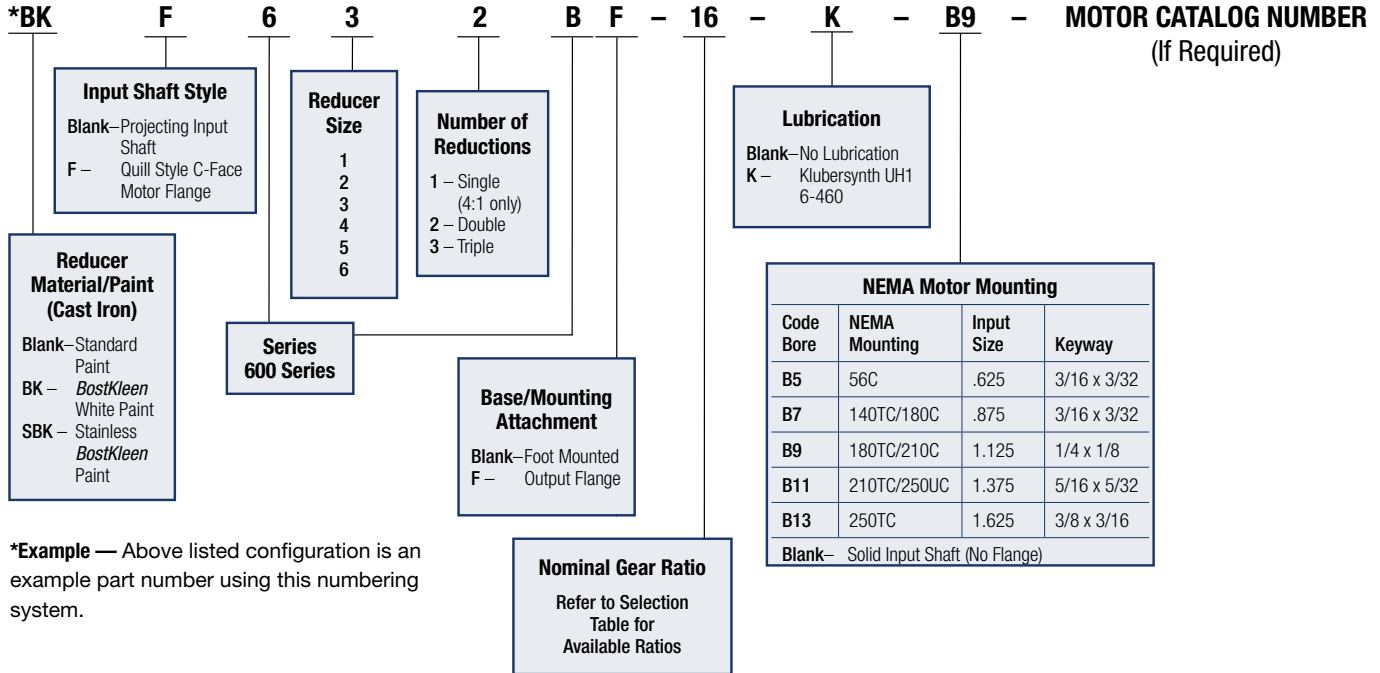 *BK F 6 3 2 B F – 16 – K – B9 – MOTOR CATALOG NUMBER
(If Required)
Input Shaft Style
Blank–Projecting Input
Shaft
F – Quill Style C-Face
Motor Flange
Reducer
Size
1
2
3
4
5
6
Number of
Reductions
1 – Single
(4:1 only)
2 – Double
3 – Triple
Lubrication
Blank–No Lubrication
K – Klubersynth UH1
6-460
Reducer
Material/Paint
(Cast Iron)
Blank–Standard
Paint
BK – BostKleen
White Paint
SBK – Stainless
BostKleen
Paint
Series
600 Series
Base/Mounting
Attachment
Blank–Foot Mounted
F – Output Flange
NEMA Motor Mounting
Code Bore NEMA Mounting Input Size Keyway
B5 56C .625 3/16 x 3/32
B7 140TC/180C .875 3/16 x 3/32
B9 180TC/210C 1.125 1/4 x 1/8
B11 210TC/250UC 1.375 5/16 x 5/32
B13 250TC 1.625 3/8 x 3/16
Blank– Solid Input Shaft (No Flange)
*Example — Above listed configuration is an
example part number using this numbering
system.
Nominal Gear Ratio
Refer to Selection
Table for
Available Ratios